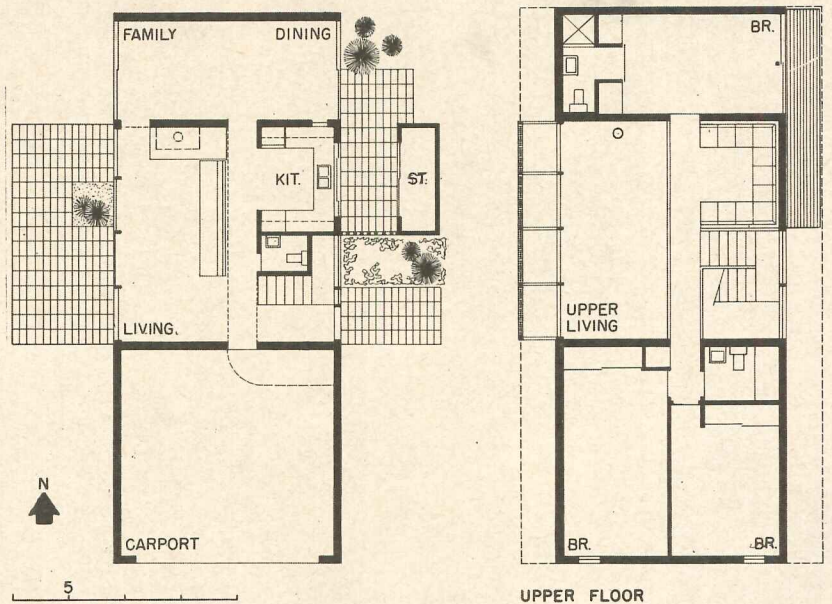 FAMILY
DINING
KIT.
ST.
LIVING.
CARPORT
N
5
BR.
UPPER
LIVING
BR.
BR.
UPPER FLOOR